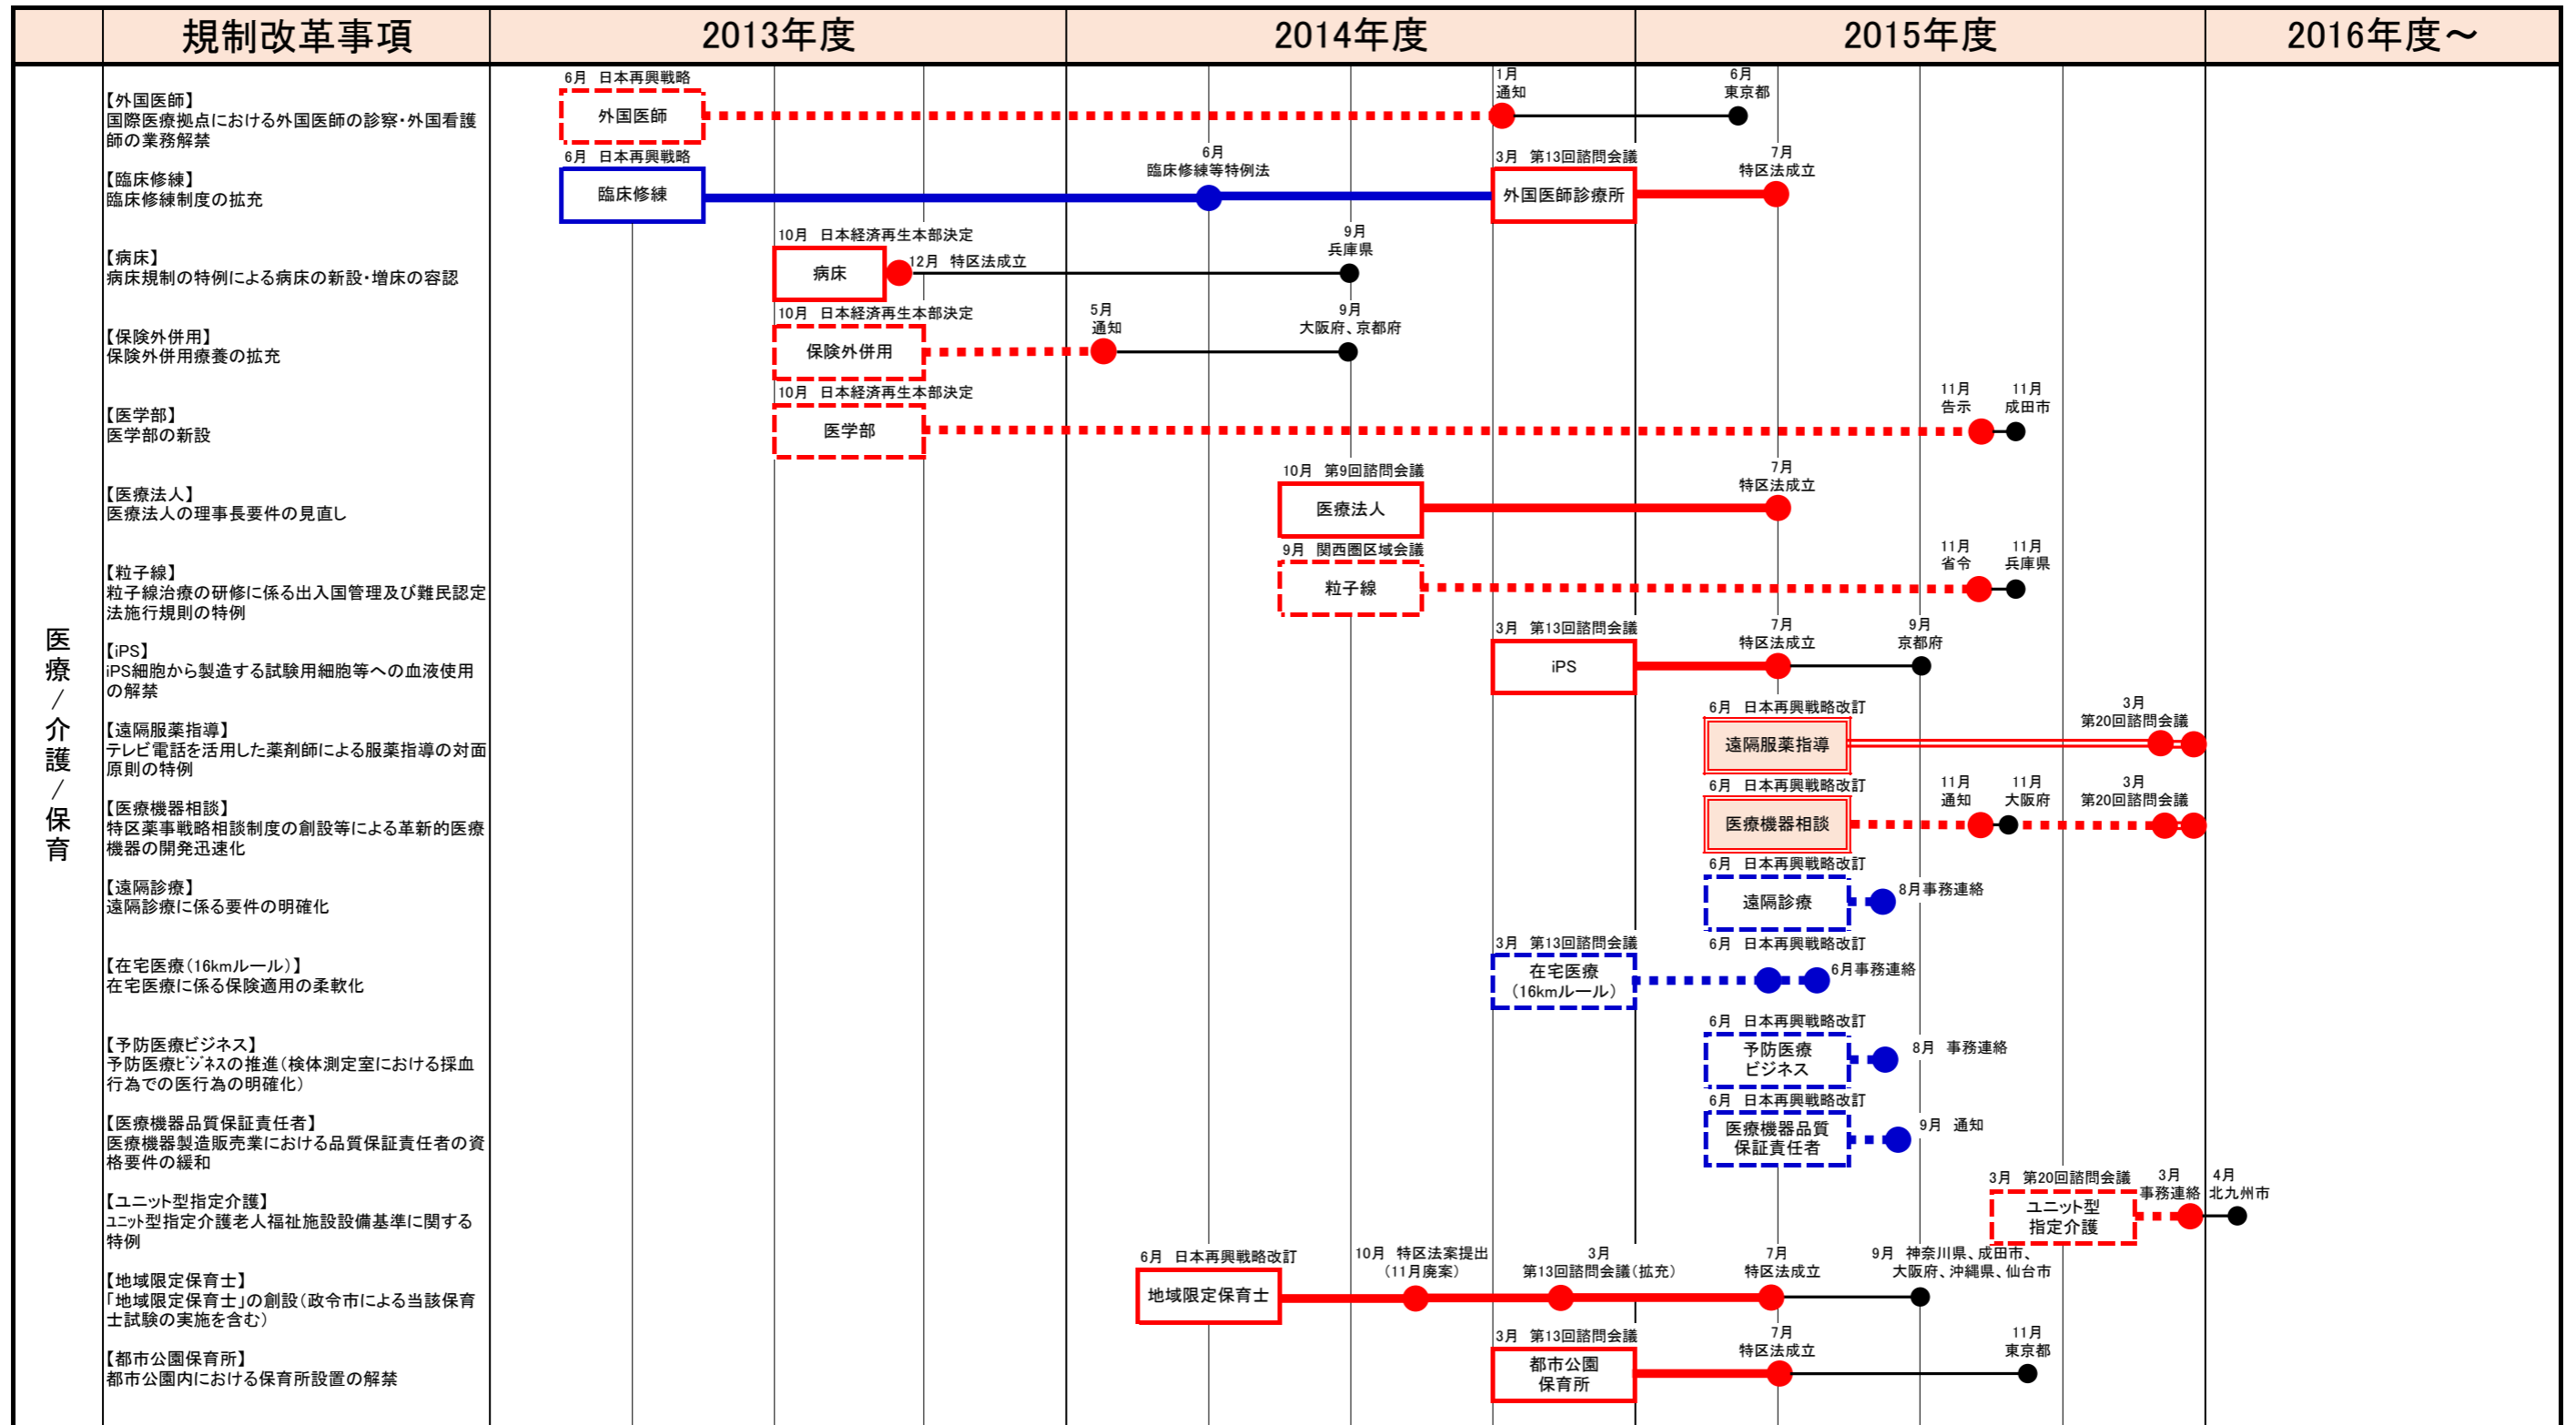 規制改革事項
2013年度
2014年度
2015年度
2016年度～
医療/介護/保育
【外国医師】
国際医療拠点における外国医師の診察・外国看護
師の業務解禁
6月 日本再興戦略
外国医師
1月
通知
6月
東京都
【臨床修練】
臨床修練制度の拡充
6月 日本再興戦略
臨床修練
6月
臨床修練等特例法
3月 第13回諮問会議
外国医師診療所
7月
特区法成立
【病床】
病床規制の特例による病床の新設・増床の容認
10月 日本経済再生本部決定
病床
12月 特区法成立
9月
兵庫県
【保険外併用】
保険外併用療養の拡充
10月 日本経済再生本部決定
保険外併用
5月
通知
9月
大阪府、京都府
【医学部】
医学部の新設
10月 日本経済再生本部決定
医学部
11月
告示
11月
成田市
【医療法人】
医療法人の理事長要件の見直し
10月 第9回諮問会議
医療法人
7月
特区法成立
【粒子線】
粒子線治療の研修に係る出入国管理及び難民認定
法施行規則の特例
9月 関西圏区域会議
粒子線
11月
省令
11月
兵庫県
【iPS】
iPS細胞から製造する試験用細胞等への血液使用
の解禁
3月 第13回諮問会議
iPS
7月
特区法成立
9月
京都府
【遠隔服薬指導】
テレビ電話を活用した薬剤師による服薬指導の対面
原則の特例
6月 日本再興戦略改訂
遠隔服薬指導
3月
第20回諮問会議
【医療機器相談】
特区薬事戦略相談制度の創設等による革新的医療
機器の開発迅速化
6月 日本再興戦略改訂
医療機器相談
11月
通知
11月
大阪府
3月
第20回諮問会議
【遠隔診療】
遠隔診療に係る要件の明確化
6月 日本再興戦略改訂
遠隔診療
8月事務連絡
【在宅医療（16kmルール）】
在宅医療に係る保険適用の柔軟化
3月 第13回諮問会議
在宅医療
（16kmルール）
6月 日本再興戦略改訂
6月事務連絡
【予防医療ビジネス】
予防医療ﾋﾞｼﾞﾈｽの推進（検体測定室における採血
行為での医行為の明確化）
6月 日本再興戦略改訂
予防医療
ビジネス
8月 事務連絡
【医療機器品質保証責任者】
医療機器製造販売業における品質保証責任者の資
格要件の緩和
6月 日本再興戦略改訂
医療機器品質
保証責任者
9月 通知
【ユニット型指定介護】
ﾕﾆｯﾄ型指定介護老人福祉施設設備基準に関する
特例
3月 第20回諮問会議
ユニット型
指定介護
3月
事務連絡
4月
北九州市
【地域限定保育士】
「地域限定保育士」の創設（政令市による当該保育
士試験の実施を含む）
6月 日本再興戦略改訂
地域限定保育士
10月 特区法案提出
（11月廃案）
3月
第13回諮問会議（拡充）
7月
特区法成立
9月 神奈川県、成田市、
大阪府、沖縄県、仙台市
【都市公園保育所】
都市公園内における保育所設置の解禁
3月 第13回諮問会議
都市公園
保育所
7月
特区法成立
11月
東京都